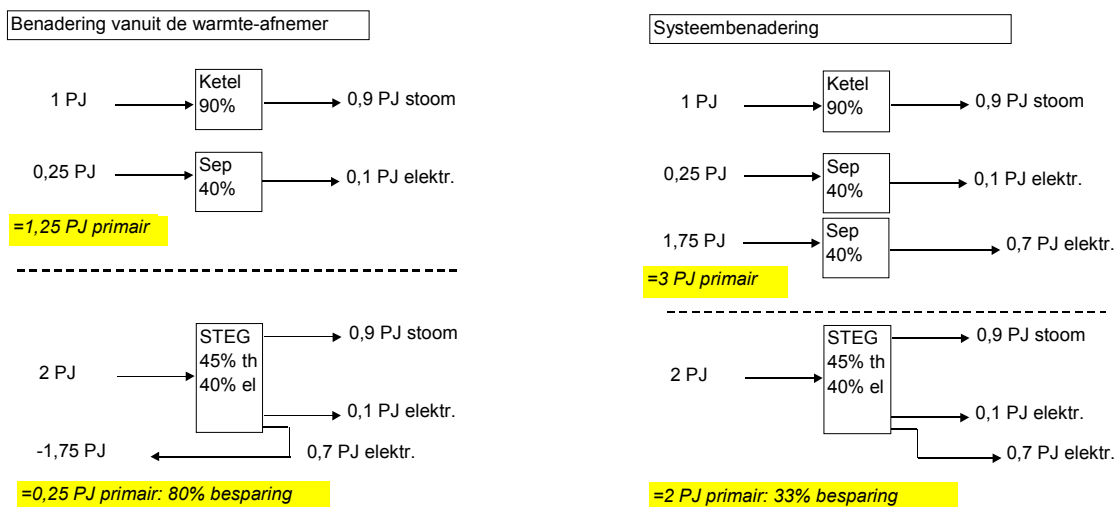 Benadering vanuit de warmte-afnemer
1 PJ
Ketel
90%
0,9 PJ stoom
0,25 PJ
Sep
40%
0,1 PJ elektr.
=1,25 PJ primair
2 PJ
STEG
45% th
40% el
0,9 PJ stoom
0,1 PJ elektr.
-1,75 PJ
0,7 PJ elektr.
=0,25 PJ primair: 80% besparing
Systeembenadering
1 PJ
Ketel
90%
0,9 PJ stoom
0,25 PJ
Sep
40%
0,1 PJ elektr.
1,75 PJ
Sep
40%
0,7 PJ elektr.
=3 PJ primair
2 PJ
STEG
45% th
40% el
0,9 PJ stoom
0,1 PJ elektr.
0,7 PJ elektr.
=2 PJ primair: 33% besparing